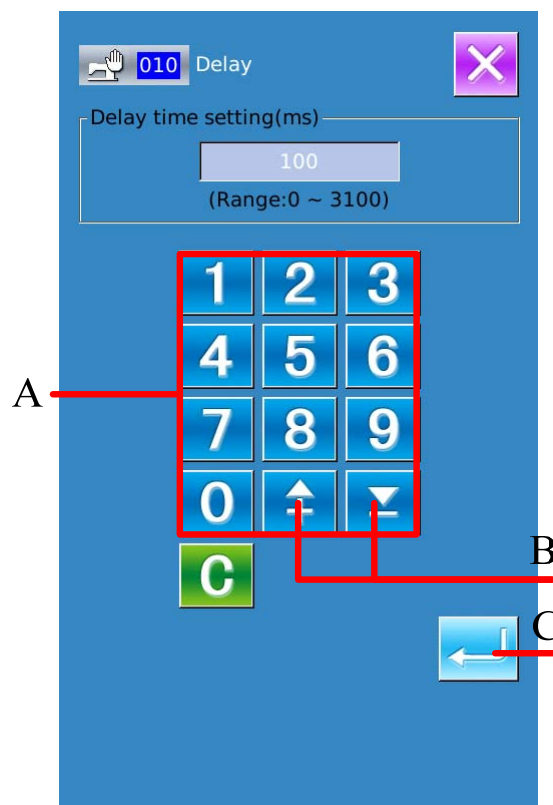 010 Delay
Delay time setting(ms)
100
(Range:0 ~ 3100)
1 2 3
4 5 6
A
7 8 9
0
B
C
C